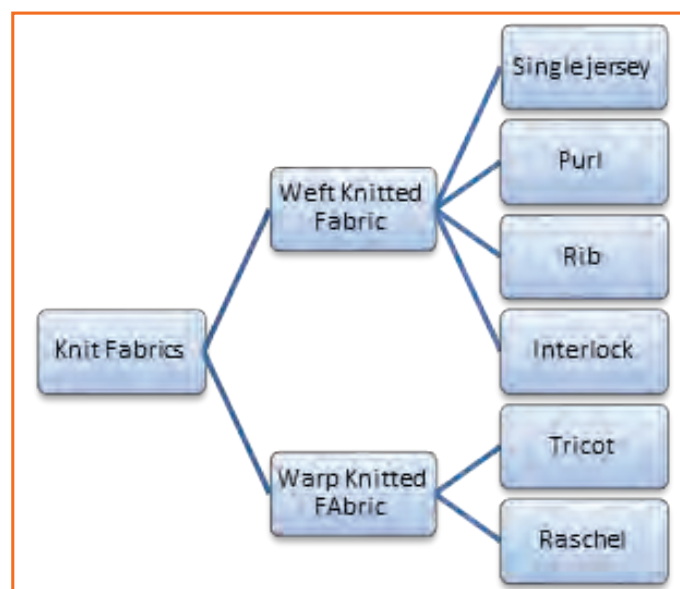 Single jersey
Purl
Weft Knitted
Fabric
Rib
Knit Fabrics
Interlock
Warp Knitted
FAbric
Tricot
Raschel